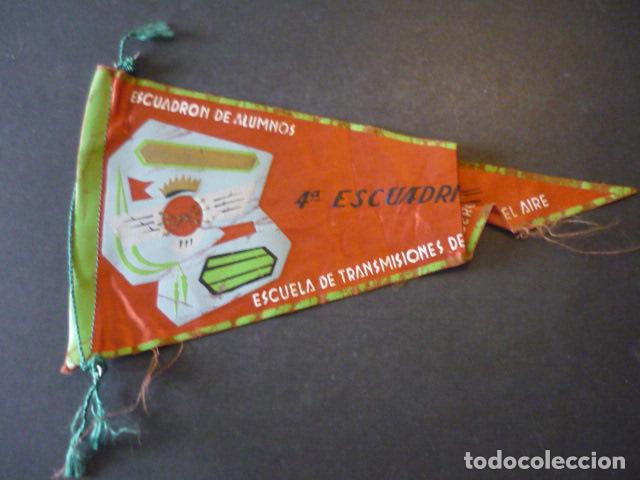 ESCUADRON DE ALUMNOS
4ª ESCUADRI
ESCUELA DE TRANSMISIONES DE
EL AIRE
todocoleccion